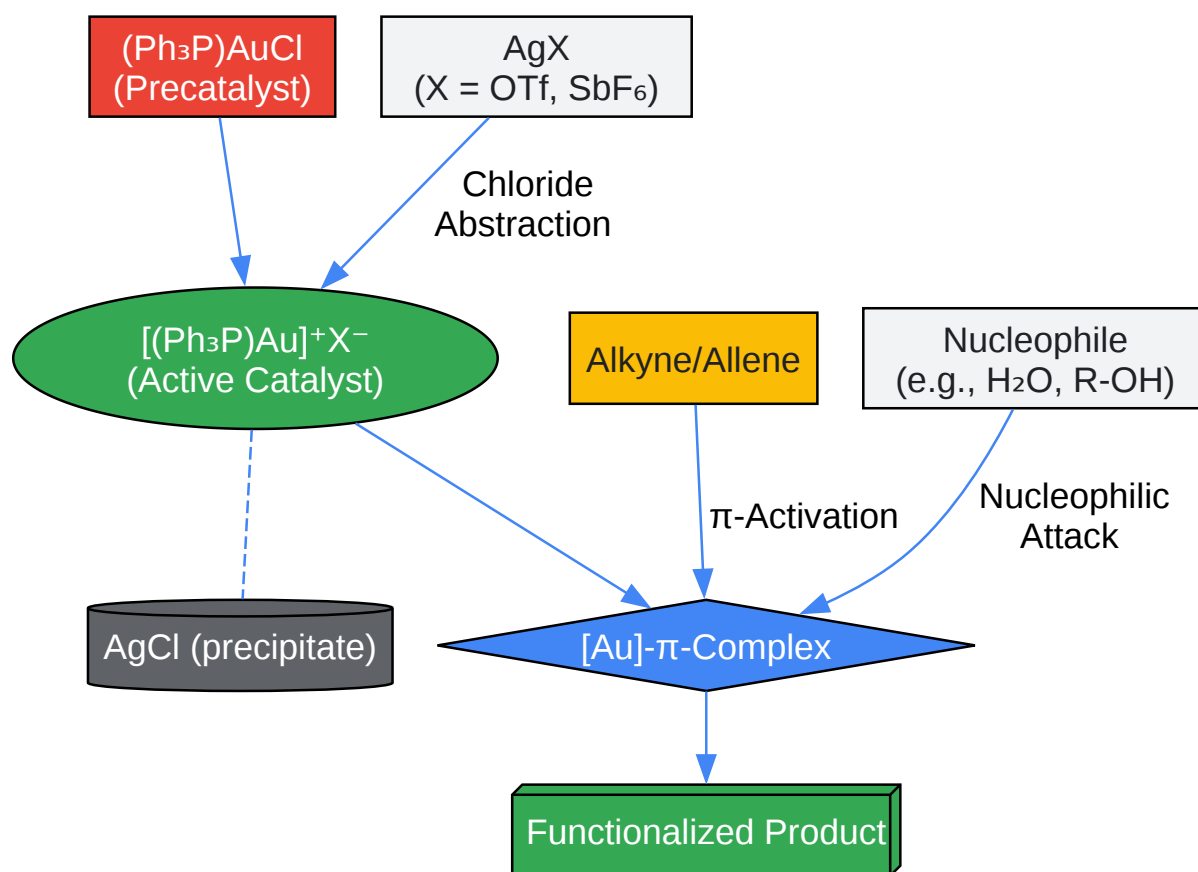 (Ph₃P)AuCl
(Precatalyst)
AgX
(X = OTf, SbF₆)
Chloride
Abstraction
[(Ph₃P)Au]⁺X⁻
(Active Catalyst)
Alkyne/Allene
Nucleophile
(e.g., H₂O, R-OH)
π-Activation
Nucleophilic
Attack
AgCl (precipitate)
[Au]-π-Complex
Functionalized Product